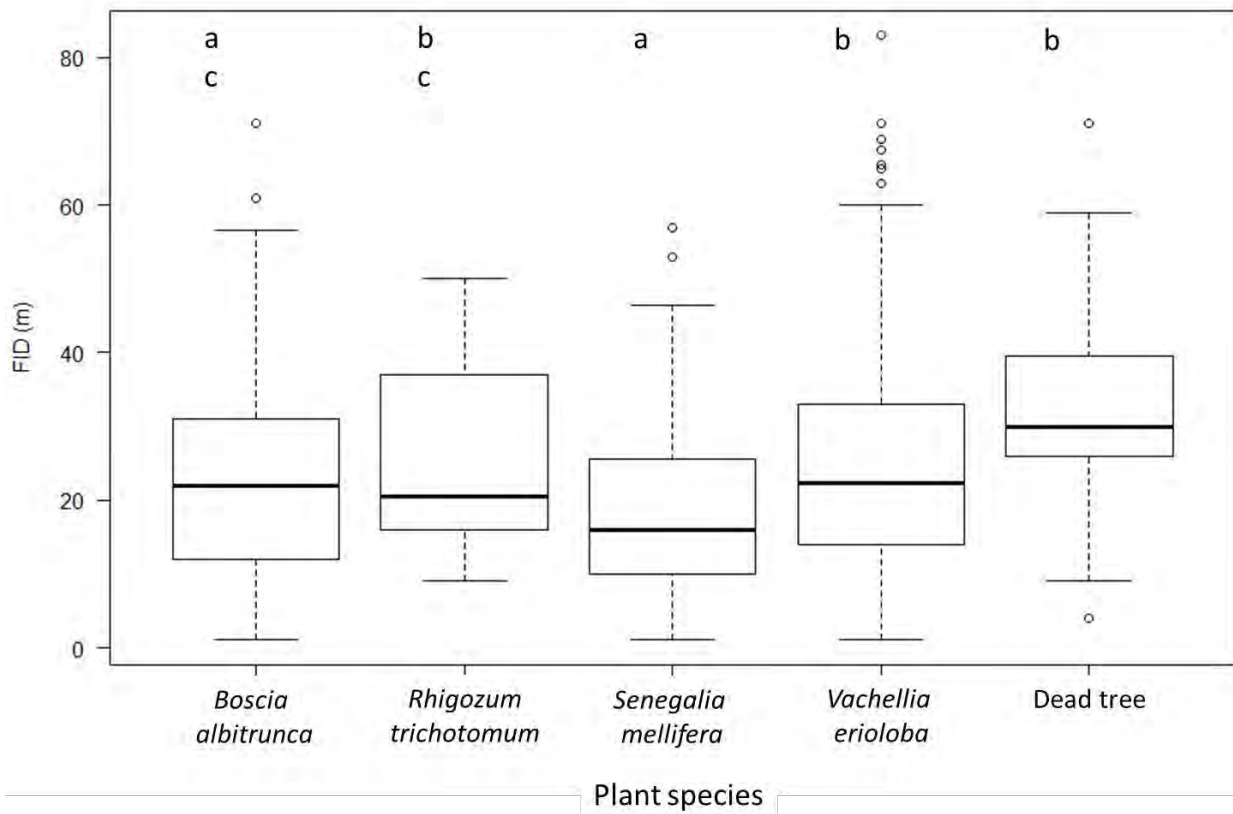 a b a b b
c c
80
60
40
20
0
FID (m)
Boscia Rhigozum Senegalia Vachellia Dead tree
albitrunca trichotomum mellifera erioloba
Plant species